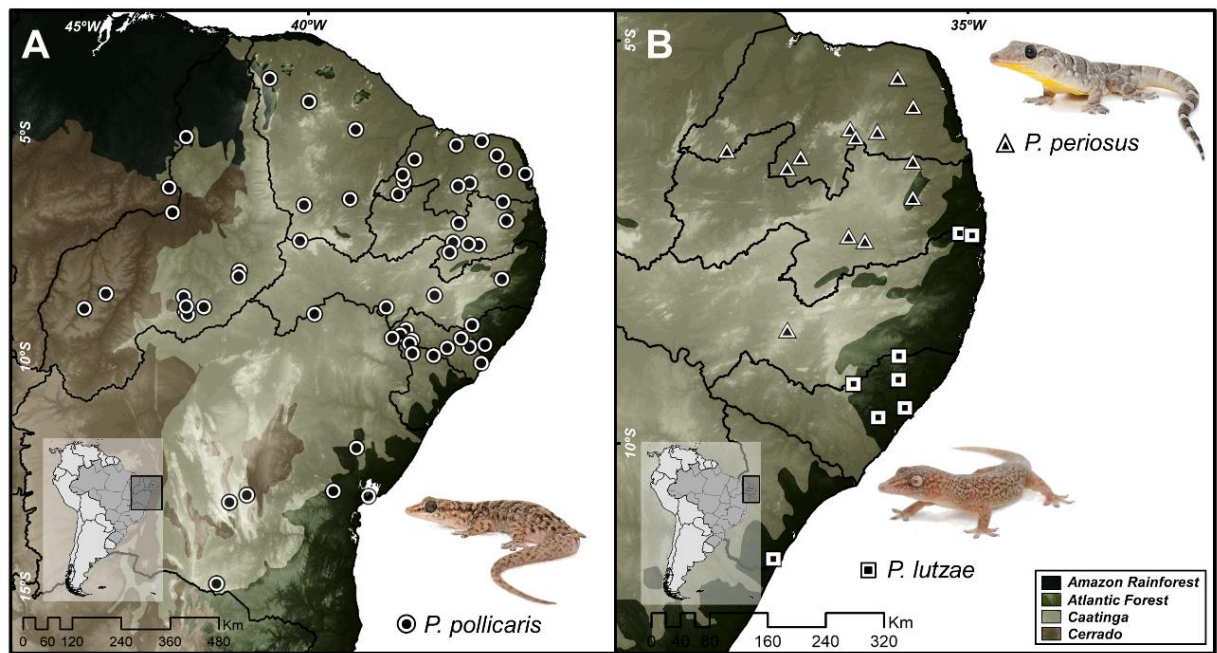 A
45°W
40°W
5°S
10°S
15°S
Km
0 60 120 240 360 480
P. pollicaris
B
35°W
5°S
10°S
P. periosus
P. lutzae
Km
0 40 80 160 240 320
Amazon Rainforest
Atlantic Forest
Caatinga
Cerrado